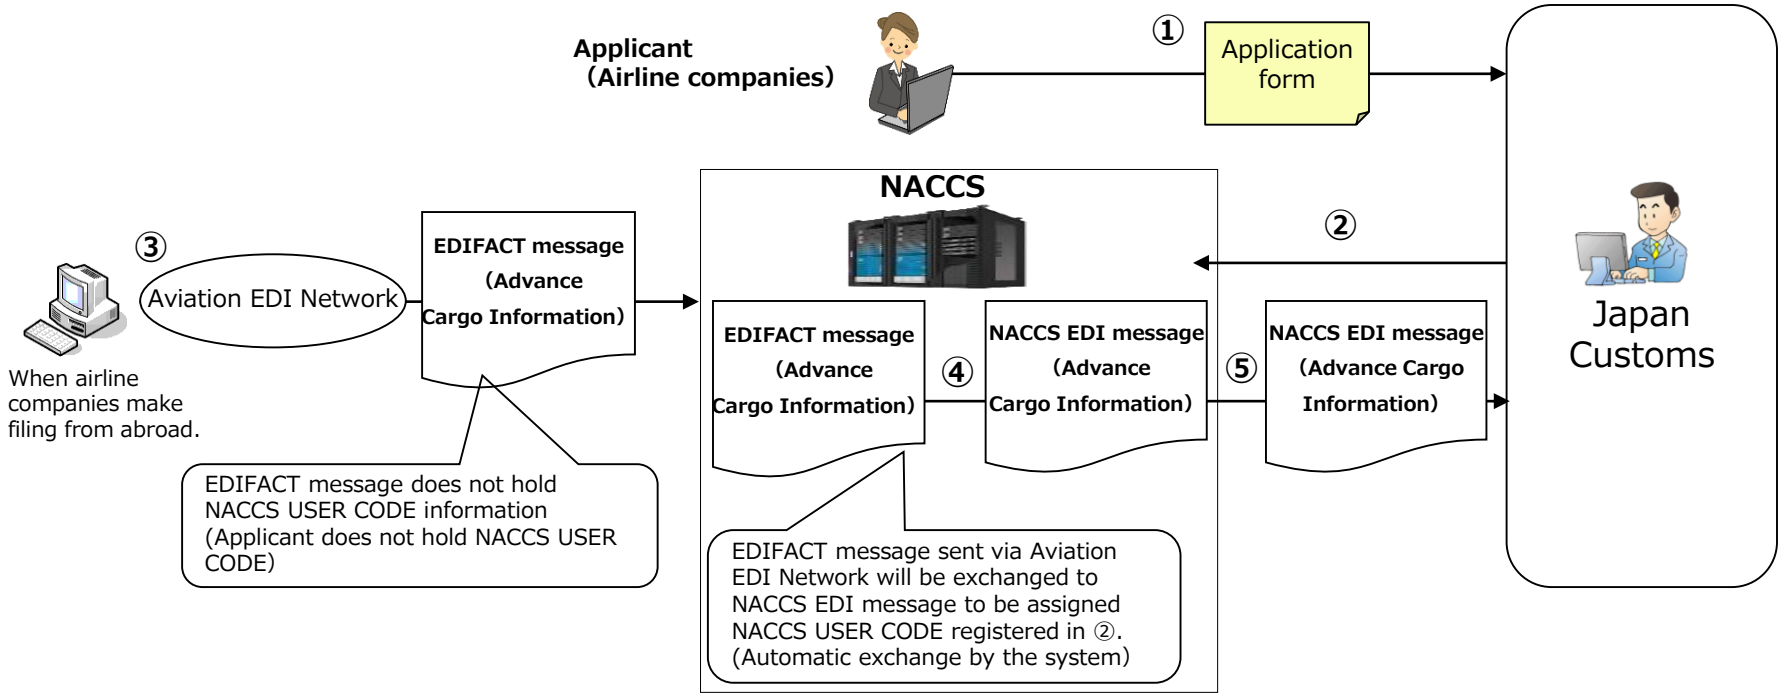 Applicant
（Airline companies）
①
Application
form
NACCS
②
③
Aviation EDI Network
EDIFACT message
（Advance
Cargo Information）
When airline
companies make
filing from abroad.
EDIFACT message
（Advance
Cargo Information）
④
NACCS EDI message
（Advance
Cargo Information）
⑤
NACCS EDI message
（Advance Cargo
Information）
Japan
Customs
EDIFACT message does not hold
NACCS USER CODE information
(Applicant does not hold NACCS USER
CODE）
EDIFACT message sent via Aviation
EDI Network will be exchanged to
NACCS EDI message to be assigned
NACCS USER CODE registered in ②.
(Automatic exchange by the system）